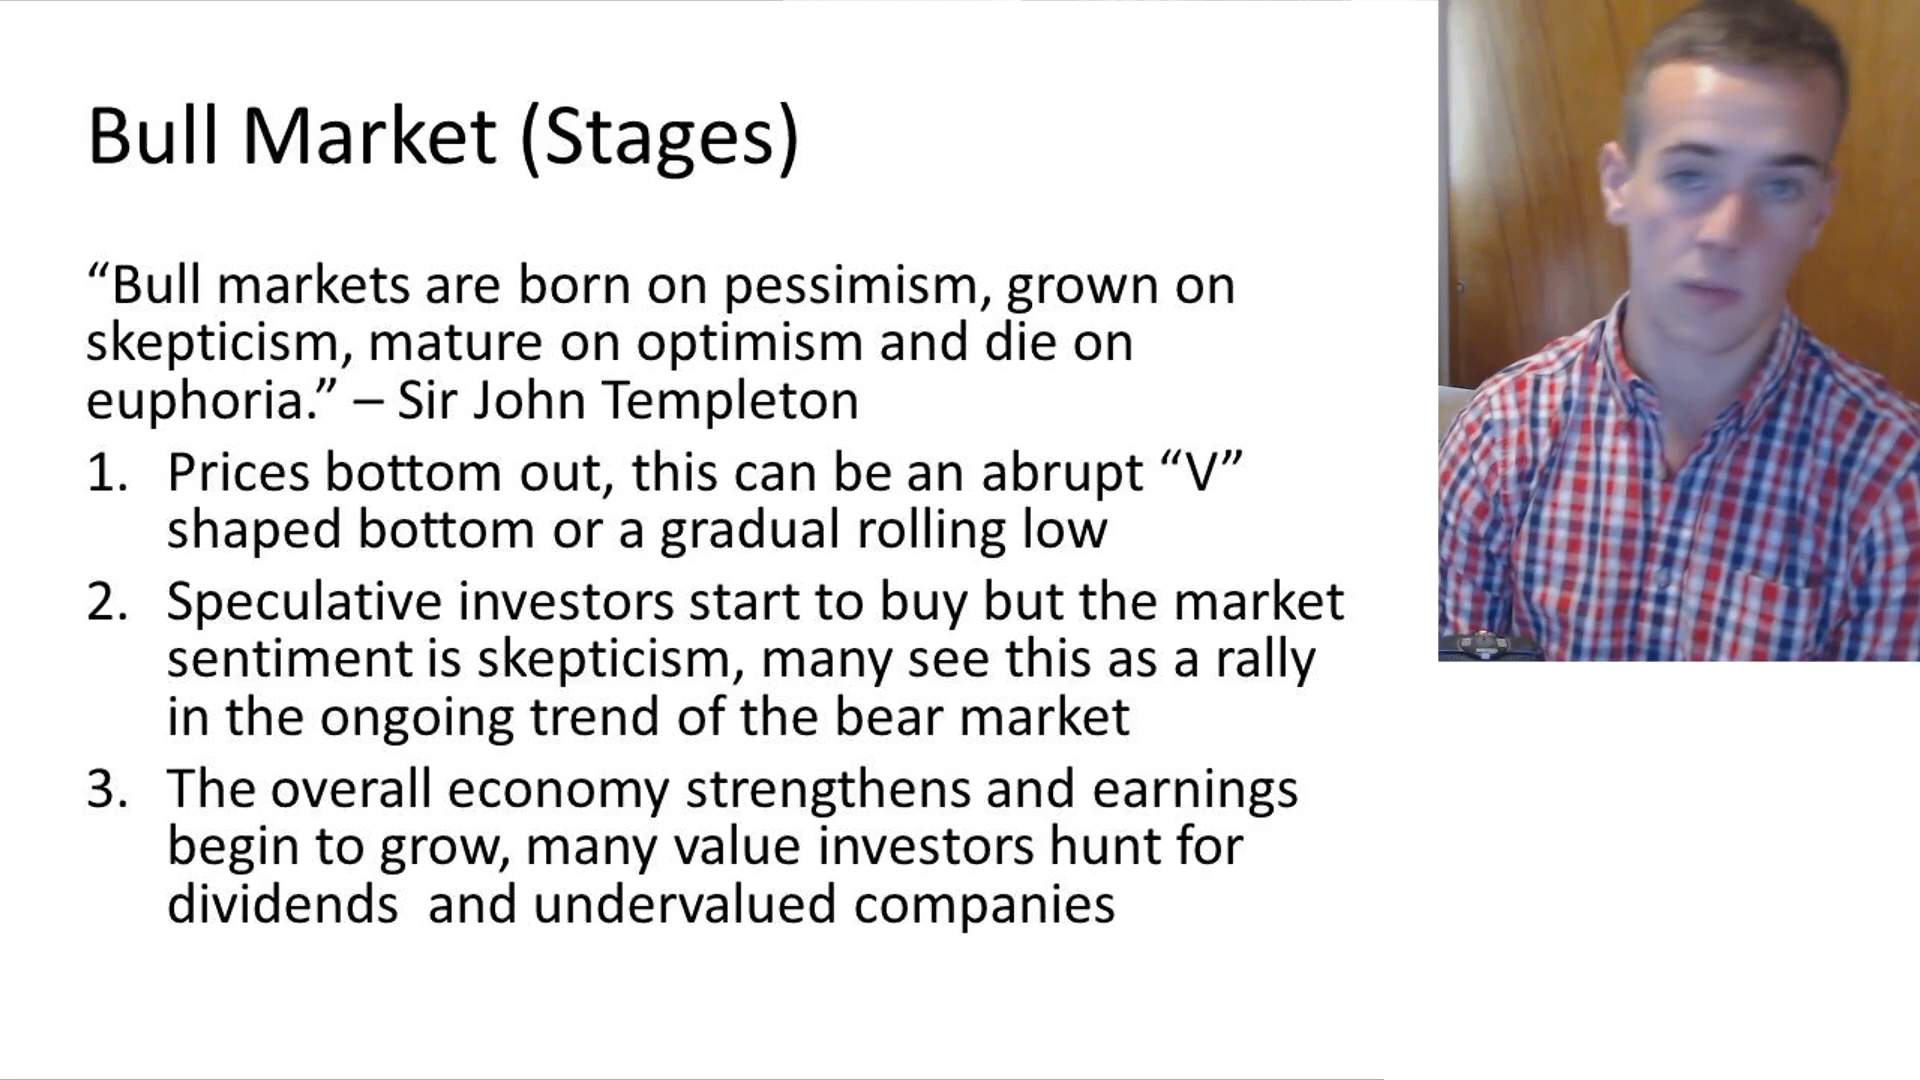 Bull Market (Stages)
“Bull markets are born on pessimism, grown on
skepticism, mature on optimism and die on
euphoria.” – Sir John Templeton
1. Prices bottom out, this can be an abrupt “V”
shaped bottom or a gradual rolling low
2. Speculative investors start to buy but the market
sentiment is skepticism, many see this as a rally
in the ongoing trend of the bear market
3. The overall economy strengthens and earnings
begin to grow, many value investors hunt for
dividends  and undervalued companies